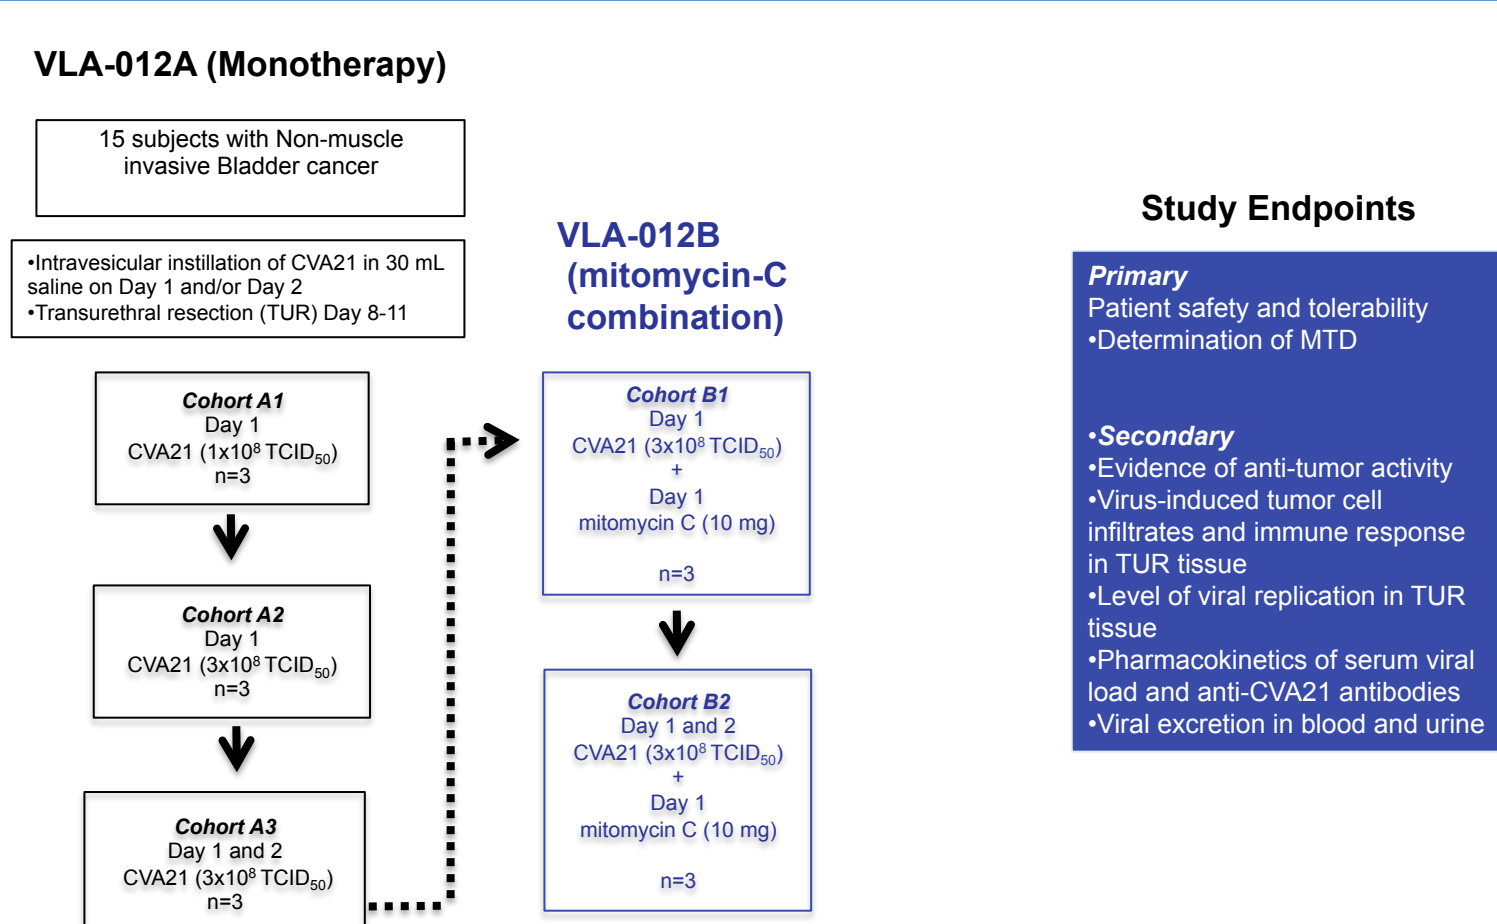 VLA-012A (Monotherapy)
15 subjects with Non-muscle
invasive Bladder cancer
•Intravesicular instillation of CVA21 in 30 mL
saline on Day 1 and/or Day 2
•Transurethral resection (TUR) Day 8-11
Cohort A1
Day 1
CVA21 (1x10⁸ TCID₅₀)
n=3
Cohort A2
Day 1
CVA21 (3x10⁸ TCID₅₀)
n=3
Cohort A3
Day 1 and 2
CVA21 (3x10⁸ TCID₅₀)
n=3
VLA-012B
(mitomycin-C
combination)
Cohort B1
Day 1
CVA21 (3x10⁸ TCID₅₀)
+
Day 1
mitomycin C (10 mg)
n=3
Cohort B2
Day 1 and 2
CVA21 (3x10⁸ TCID₅₀)
+
Day 1
mitomycin C (10 mg)
n=3
Study Endpoints
Primary
Patient safety and tolerability
•Determination of MTD
•Secondary
•Evidence of anti-tumor activity
•Virus-induced tumor cell
infiltrates and immune response
in TUR tissue
•Level of viral replication in TUR
tissue
•Pharmacokinetics of serum viral
load and anti-CVA21 antibodies
•Viral excretion in blood and urine